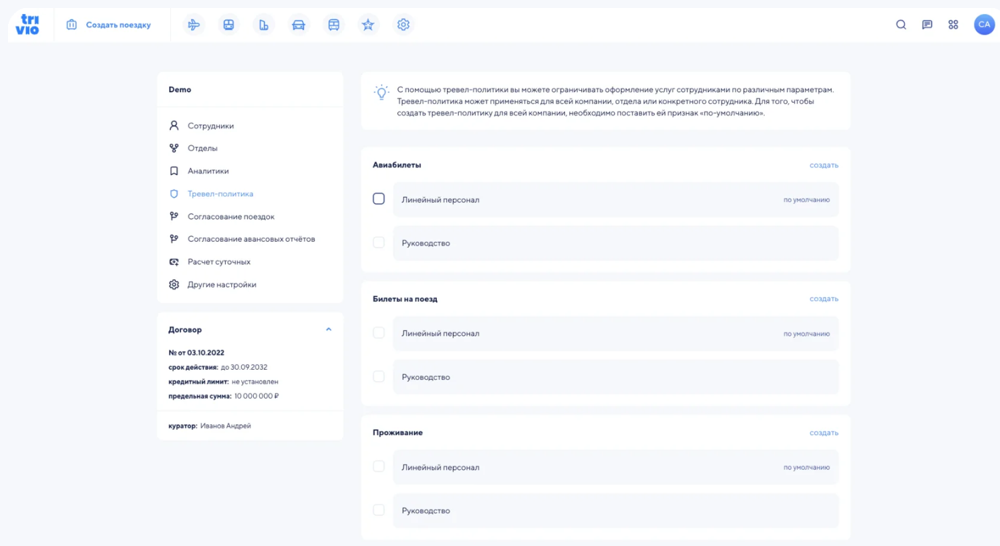 trivio
Создать поездку
СА
Demo
Сотрудники
Отделы
Аналитики
Тревел-политика
Согласование поездок
Согласование авансовых отчётов
Расчет суточных
Другие настройки
Договор
№ от 03.10.2022
срок действия: до 30.09.2032
кредитный лимит: не установлен
предельная сумма: 10 000 000 ₽
куратор: Иванов Андрей
С помощью тревел-политики вы можете ограничивать оформление услуг сотрудниками по различным параметрам.
Тревел-политика может применяться для всей компании, отдела или конкретного сотрудника. Для того, чтобы
создать тревел-политику для всей компании, необходимо поставить ей признак «по-умолчанию».
Авиабилеты создать
Линейный персонал по умолчанию
Руководство
Билеты на поезд создать
Линейный персонал по умолчанию
Руководство
Проживание создать
Линейный персонал по умолчанию
Руководство